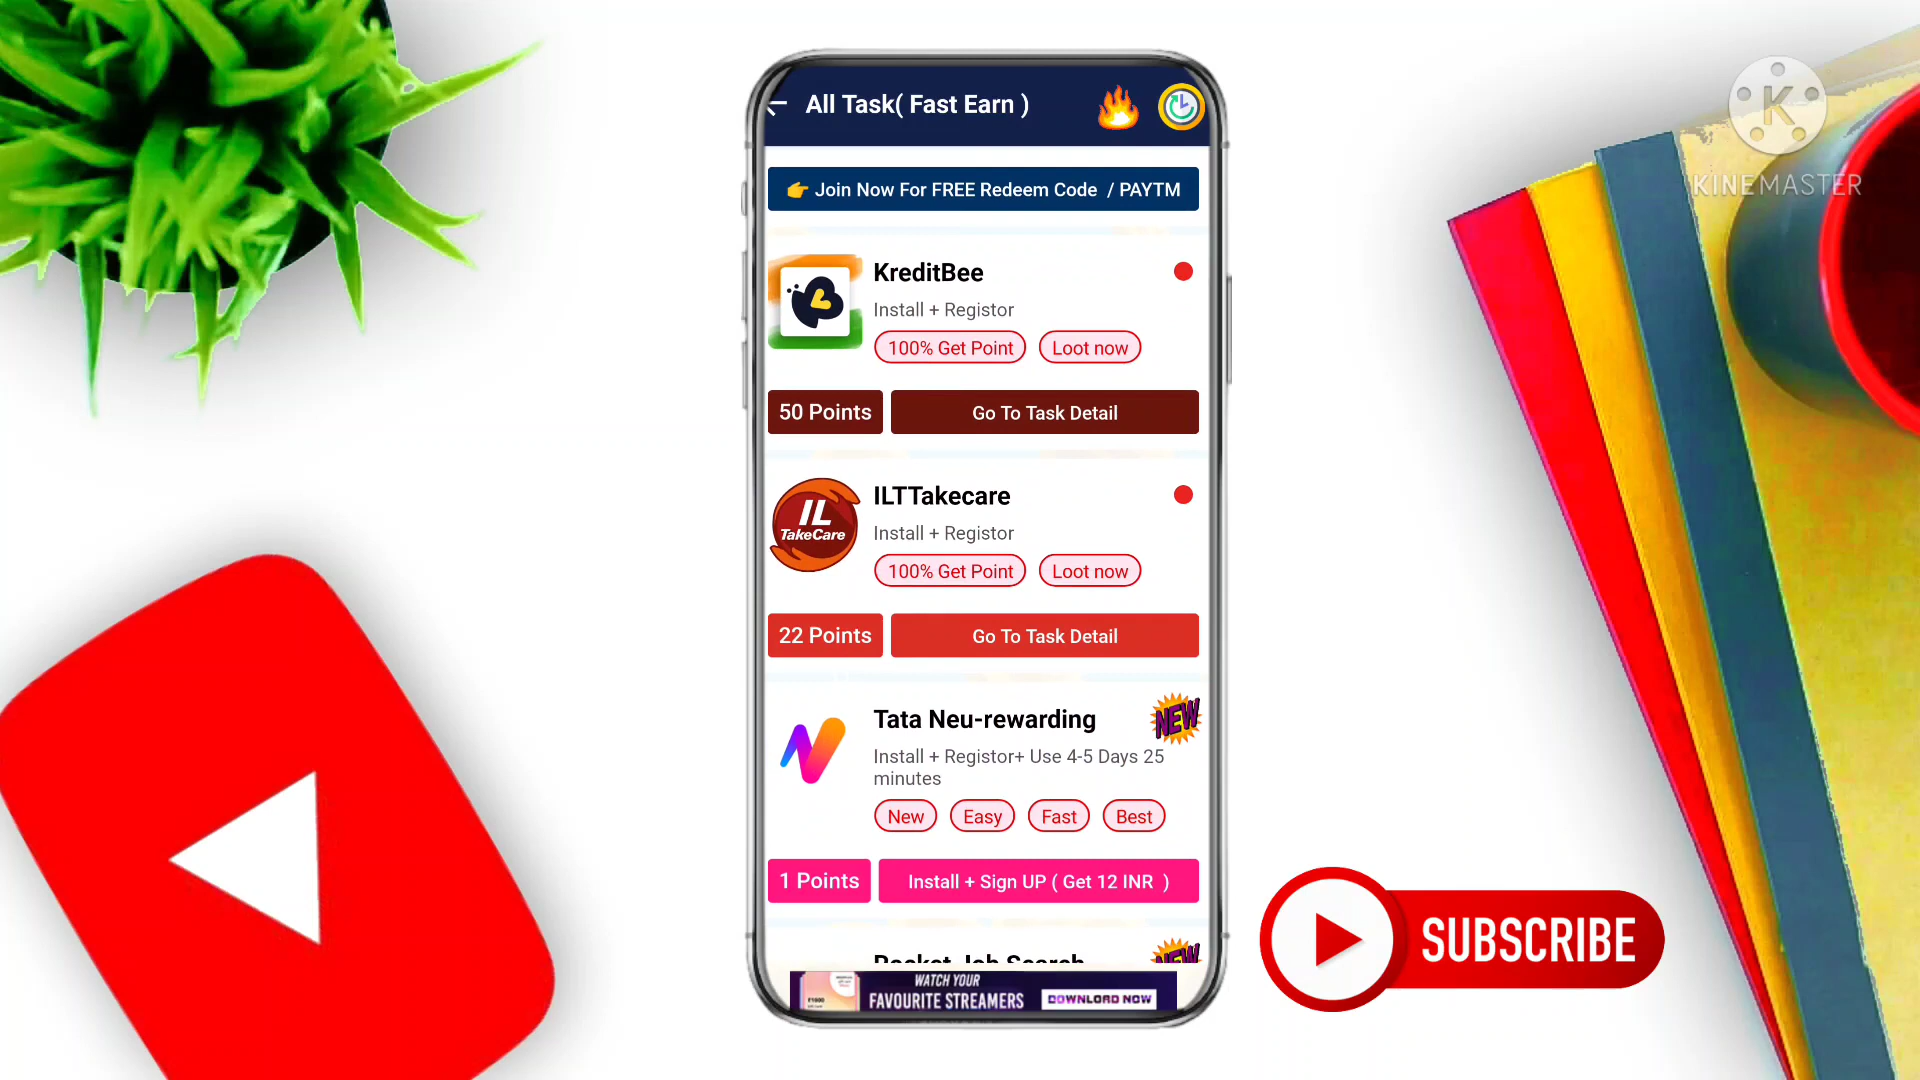 All Task( Fast Earn )
👉 Join Now For FREE Redeem Code / PAYTM
KreditBee
Install + Registor
100% Get Point
Loot now
50 Points
Go To Task Detail
IL
TakeCare
ILTTakecare
Install + Registor
100% Get Point
Loot now
22 Points
Go To Task Detail
Tata Neu-rewarding
NEW
Install + Registor+ Use 4-5 Days 25
minutes
New
Easy
Fast
Best
1 Points
Install + Sign UP ( Get 12 INR )
NEW
WATCH YOUR
FAVOURITE STREAMERS
DOWNLOAD NOW
K
KINEMASTER
SUBSCRIBE